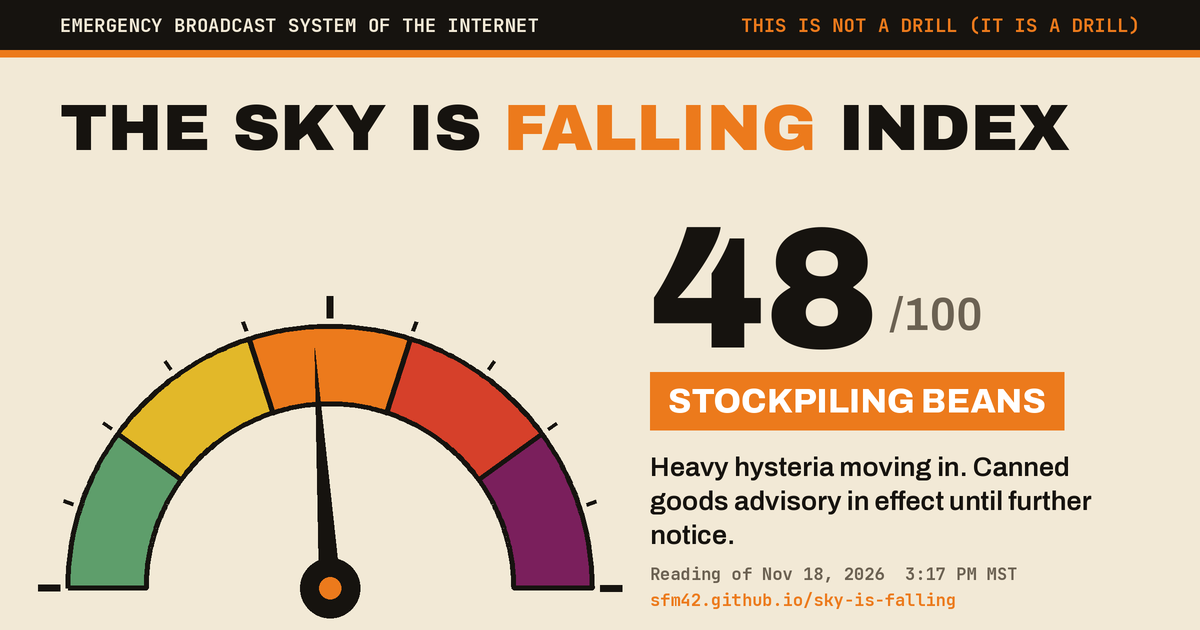 EMERGENCY BROADCAST SYSTEM OF THE INTERNET
THIS IS NOT A DRILL (IT IS A DRILL)
THE SKY IS FALLING INDEX
48 /100
STOCKPILING BEANS
Heavy hysteria moving in. Canned
goods advisory in effect until further
notice.
Reading of Nov 18, 2026 3:17 PM MST
sfm42.github.io/sky-is-falling